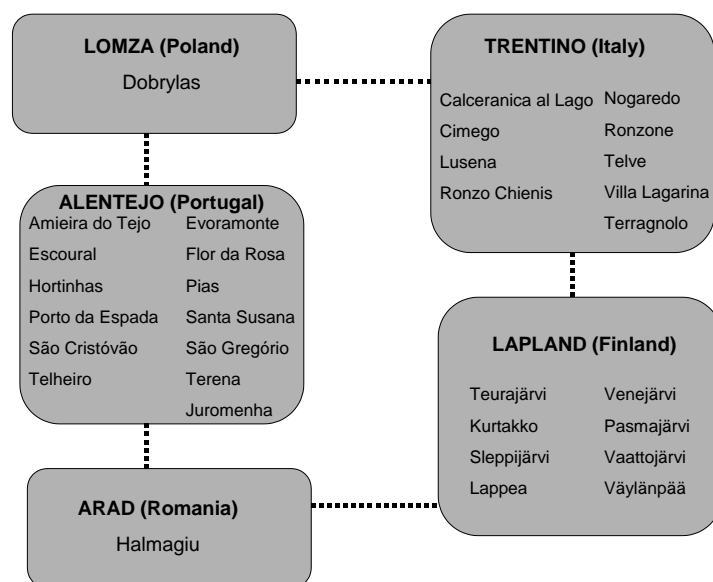 LOMZA (Poland)
Dobrylas
TRENTINO (Italy)
Calceranica al Lago Nogaredo
Cimego Ronzone
Lusena Telve
Ronzo Chienis Villa Lagarina
Terragnolo
ALENTEJO (Portugal)
Amieira do Tejo Evoramonte
Escoural Flor da Rosa
Hortinhas Pias
Porto da Espada Santa Susana
São Cristóvão São Gregório
Telheiro Terena
Juromenha
LAPLAND (Finland)
Teurajärvi Venejärvi
Kurtakko Pasmajärvi
Sleppijärvi Vaattojärvi
Lappea Väylänpää
ARAD (Romania)
Halmagiu